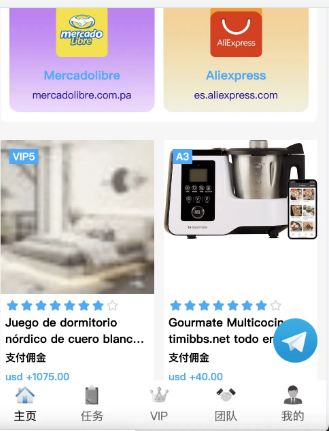 mercado
libre
AliExpress
Mercadolibre
Aliexpress
mercadolibre.com.pa
es.aliexpress.com
VIP5
A3
Juego de dormitorio
nórdico de cuero blanc...
支付佣金
usd +1075.00
Gourmate Multicocin
timibbs.net todo en
支付佣金
usd +40.00
主页
任务
VIP
团队
我的